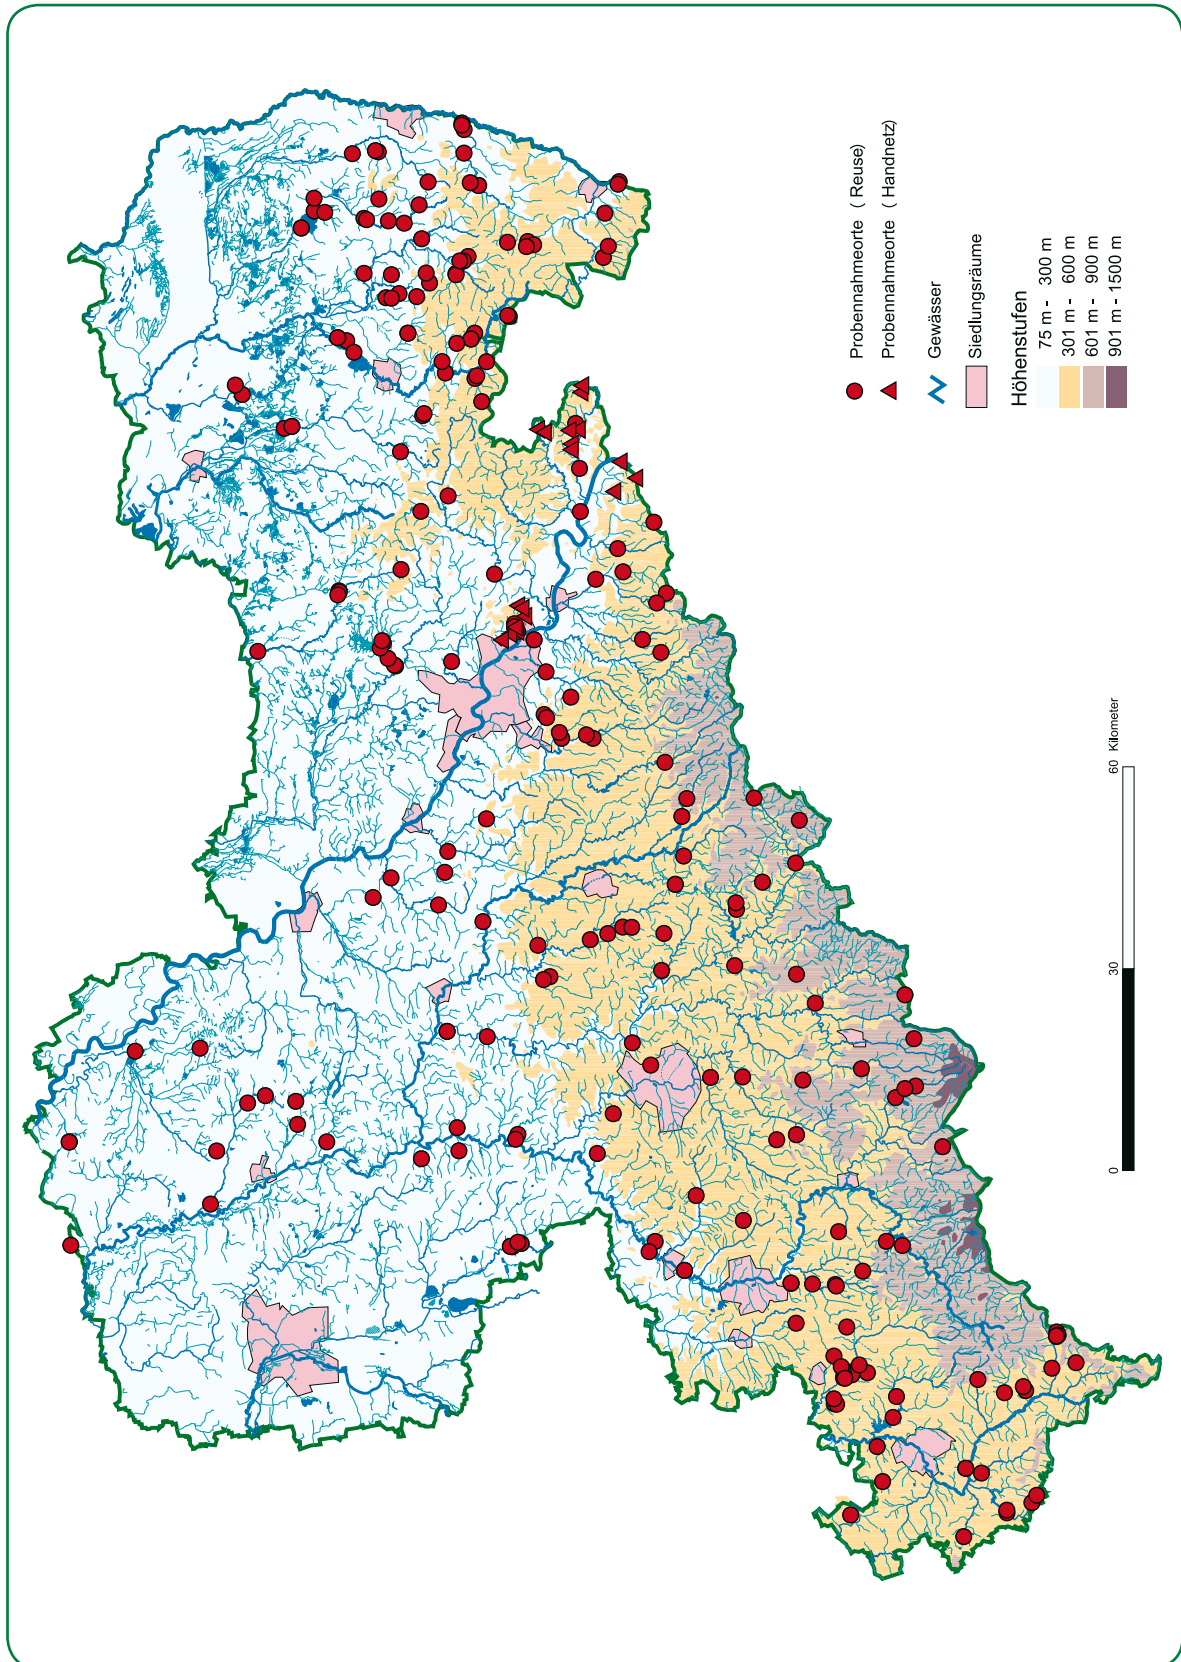 Probennahmeorte ( Reuse)
Probennahmeorte ( Handnetz)
Gewässer
Siedlungsräume
Höhenstufen
75 m - 300 m
301 m - 600 m
601 m - 900 m
901 m - 1500 m
0 30 60 Kilometer